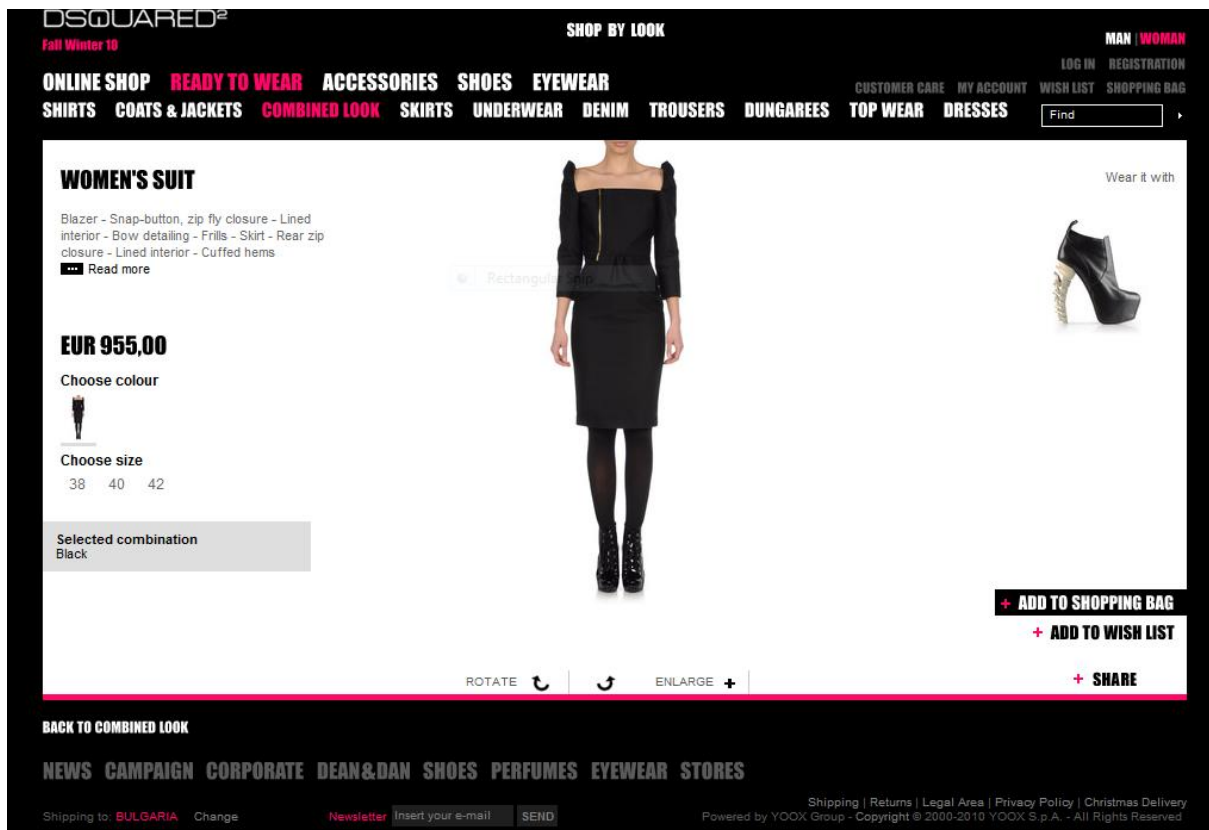 DSQUARED²
Fall Winter 10
SHOP BY LOOK
MAN | WOMAN
LOG IN REGISTRATION
ONLINE SHOP READY TO WEAR ACCESSORIES SHOES EYEWEAR
CUSTOMER CARE MY ACCOUNT WISH LIST SHOPPING BAG
SHIRTS COATS & JACKETS COMBINED LOOK SKIRTS UNDERWEAR DENIM TROUSERS DUNGAREES TOP WEAR DRESSES
Find
WOMEN'S SUIT
Wear it with
Blazer - Snap-button, zip fly closure - Lined
interior - Bow detailing - Frills - Skirt - Rear zip
closure - Lined interior - Cuffed hems
Read more
Rectangular Snip
EUR 955,00
Choose colour
Choose size
38 40 42
Selected combination
Black
+ ADD TO SHOPPING BAG
+ ADD TO WISH LIST
ROTATE ENLARGE +
+ SHARE
BACK TO COMBINED LOOK
NEWS CAMPAIGN CORPORATE DEAN&DAN SHOES PERFUMES EYEWEAR STORES
Shipping | Returns | Legal Area | Privacy Policy | Christmas Delivery
Shipping to: BULGARIA Change Newsletter Insert your e-mail SEND
Powered by YOOX Group - Copyright © 2000-2010 YOOX S.p.A. - All Rights Reserved